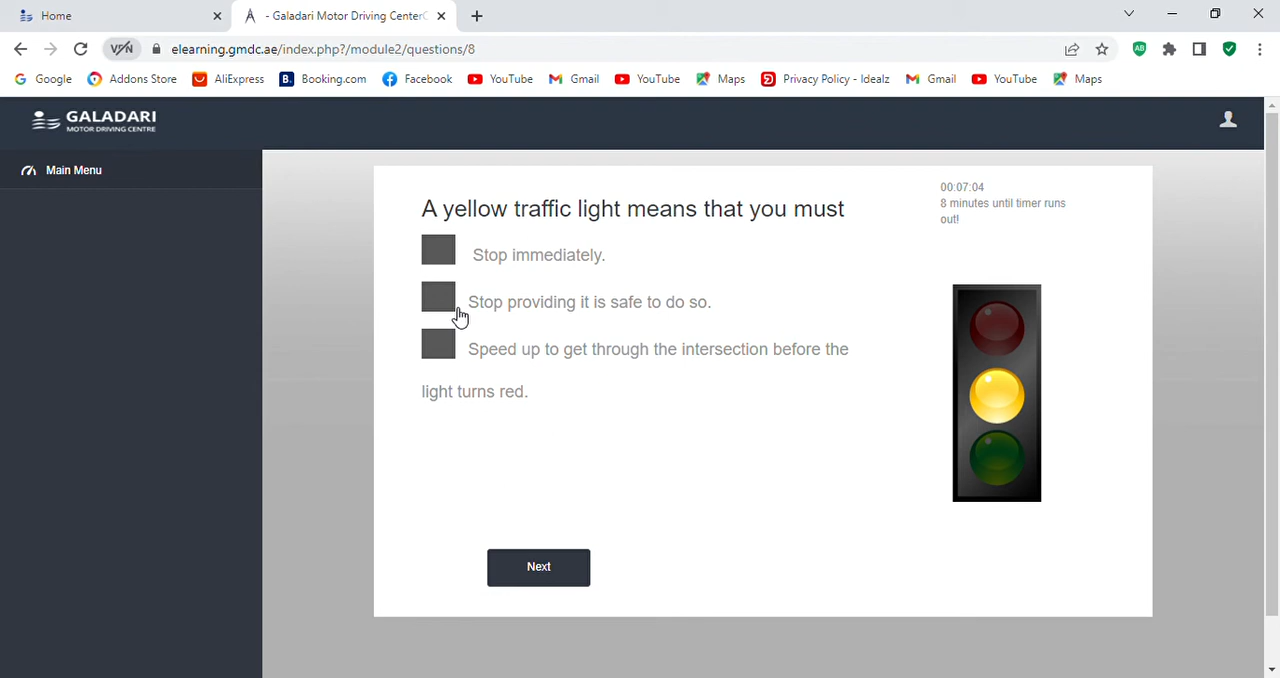 Home
- Galadari Motor Driving CenterC
VPN
elearning.gmdc.ae/index.php?/module2/questions/8
Google
Addons Store
AliExpress
Booking.com
Facebook
YouTube
Gmail
YouTube
Maps
Privacy Policy - Idealz
Gmail
YouTube
Maps
GALADARI
MOTOR DRIVING CENTRE
Main Menu
A yellow traffic light means that you must
00:07:04
8 minutes until timer runs
out!
Stop immediately.
Stop providing it is safe to do so.
Speed up to get through the intersection before the
light turns red.
Next